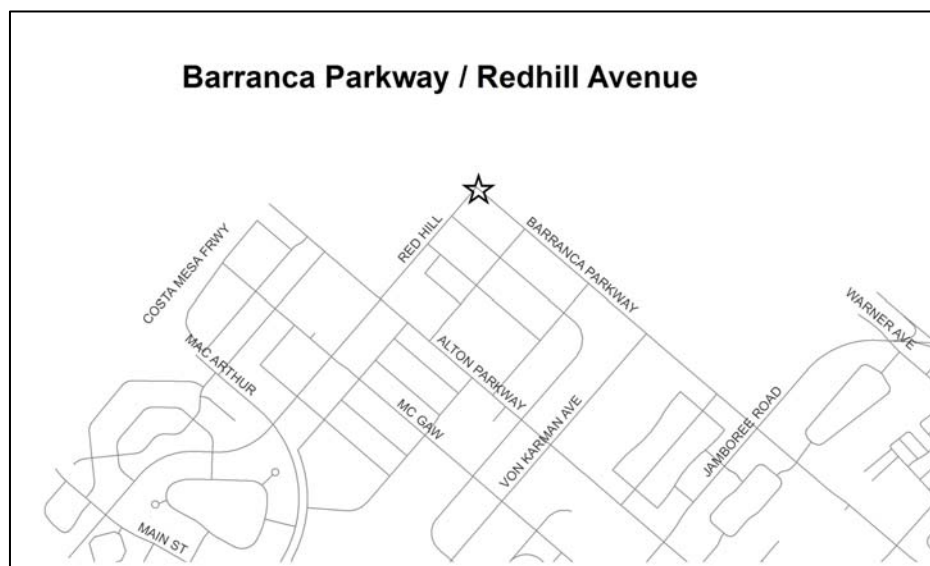 Barranca Parkway / Redhill Avenue
RED HILL
BARRANCA PARKWAY
COSTA MESA FRWY
WARNER AVE
MAC ARTHUR
ALTON PARKWAY
MC GAW
VON KARMAN AVE
JAMBOREE ROAD
MAIN ST